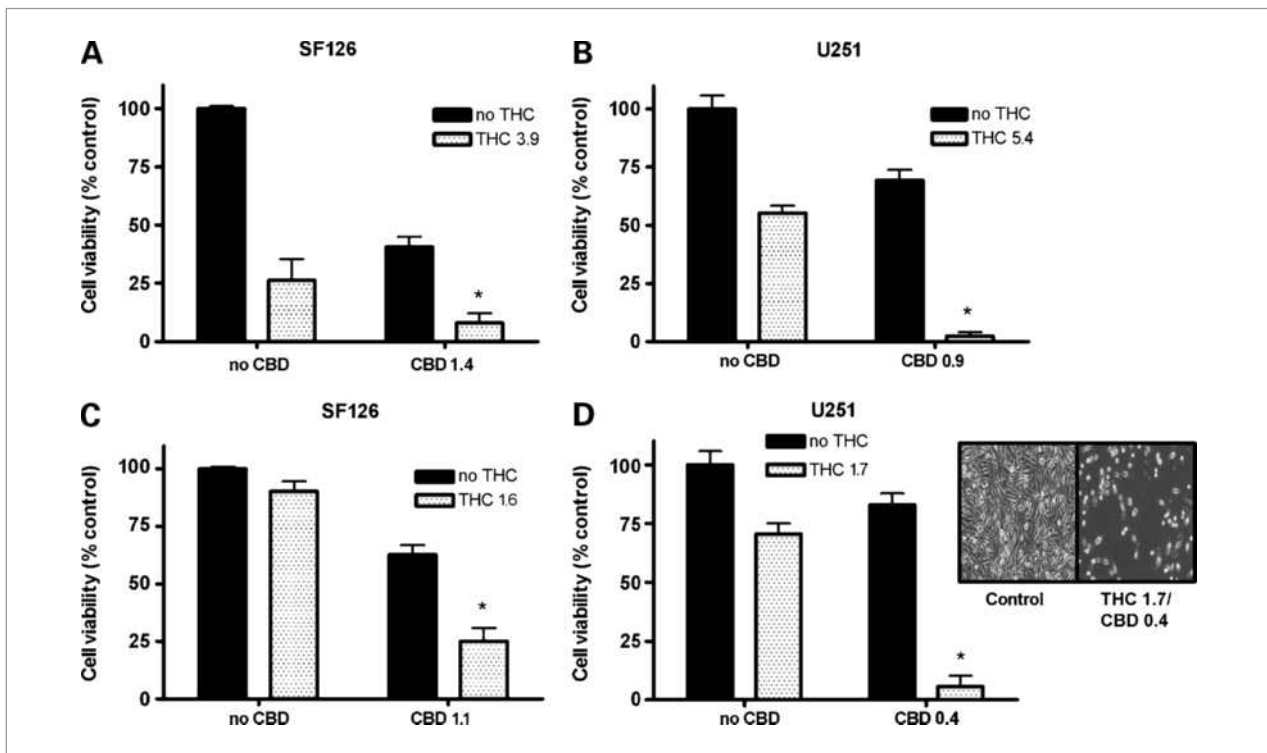 A
SF126
Cell viability (% control)
100
75
50
25
0
no THC
THC 3.9
no CBD
CBD 1.4
B
U251
Cell viability (% control)
100
75
50
25
0
no THC
THC 5.4
*
*
no CBD
CBD 0.9
C
SF126
Cell viability (% control)
100
75
50
25
0
no THC
THC 1.6
*
no CBD
CBD 1.1
D
U251
Cell viability (% control)
100
75
50
25
0
no THC
THC 1.7
*
no CBD
CBD 0.4
Control
THC 1.7/
CBD 0.4